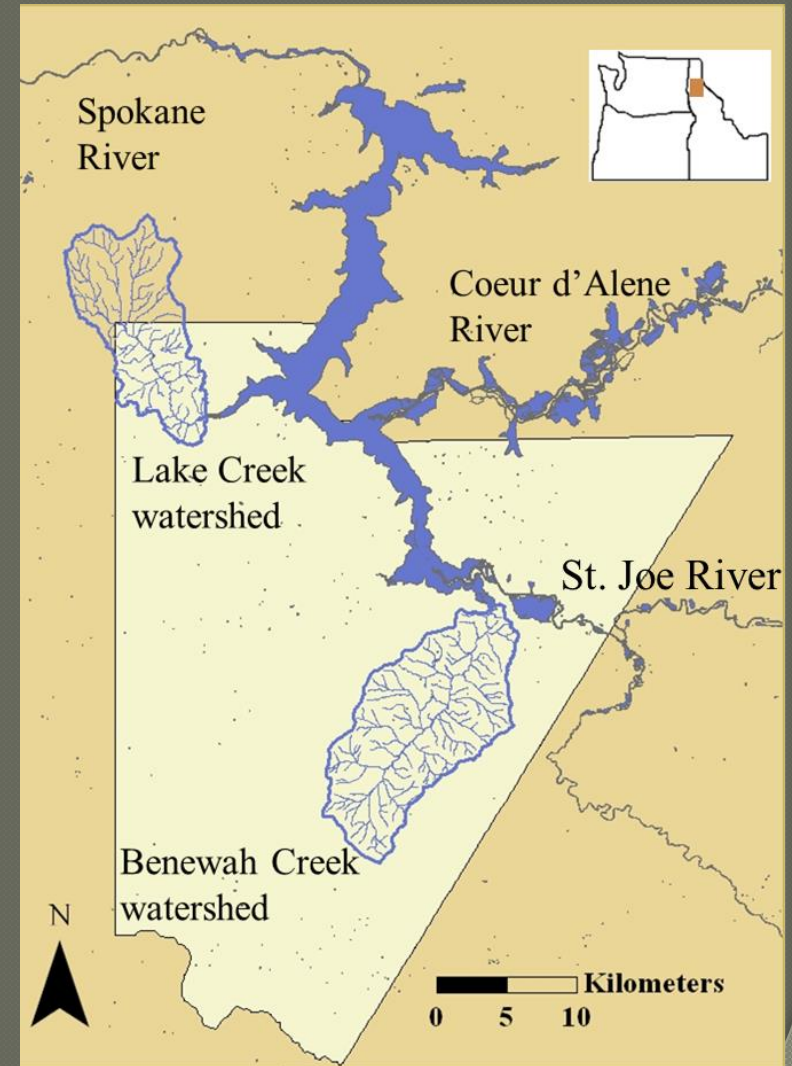 Spokane
River
Coeur d’Alene
River
Lake Creek
watershed
St. Joe River
Benewah Creek
watershed
N
Kilometers
0 5 10